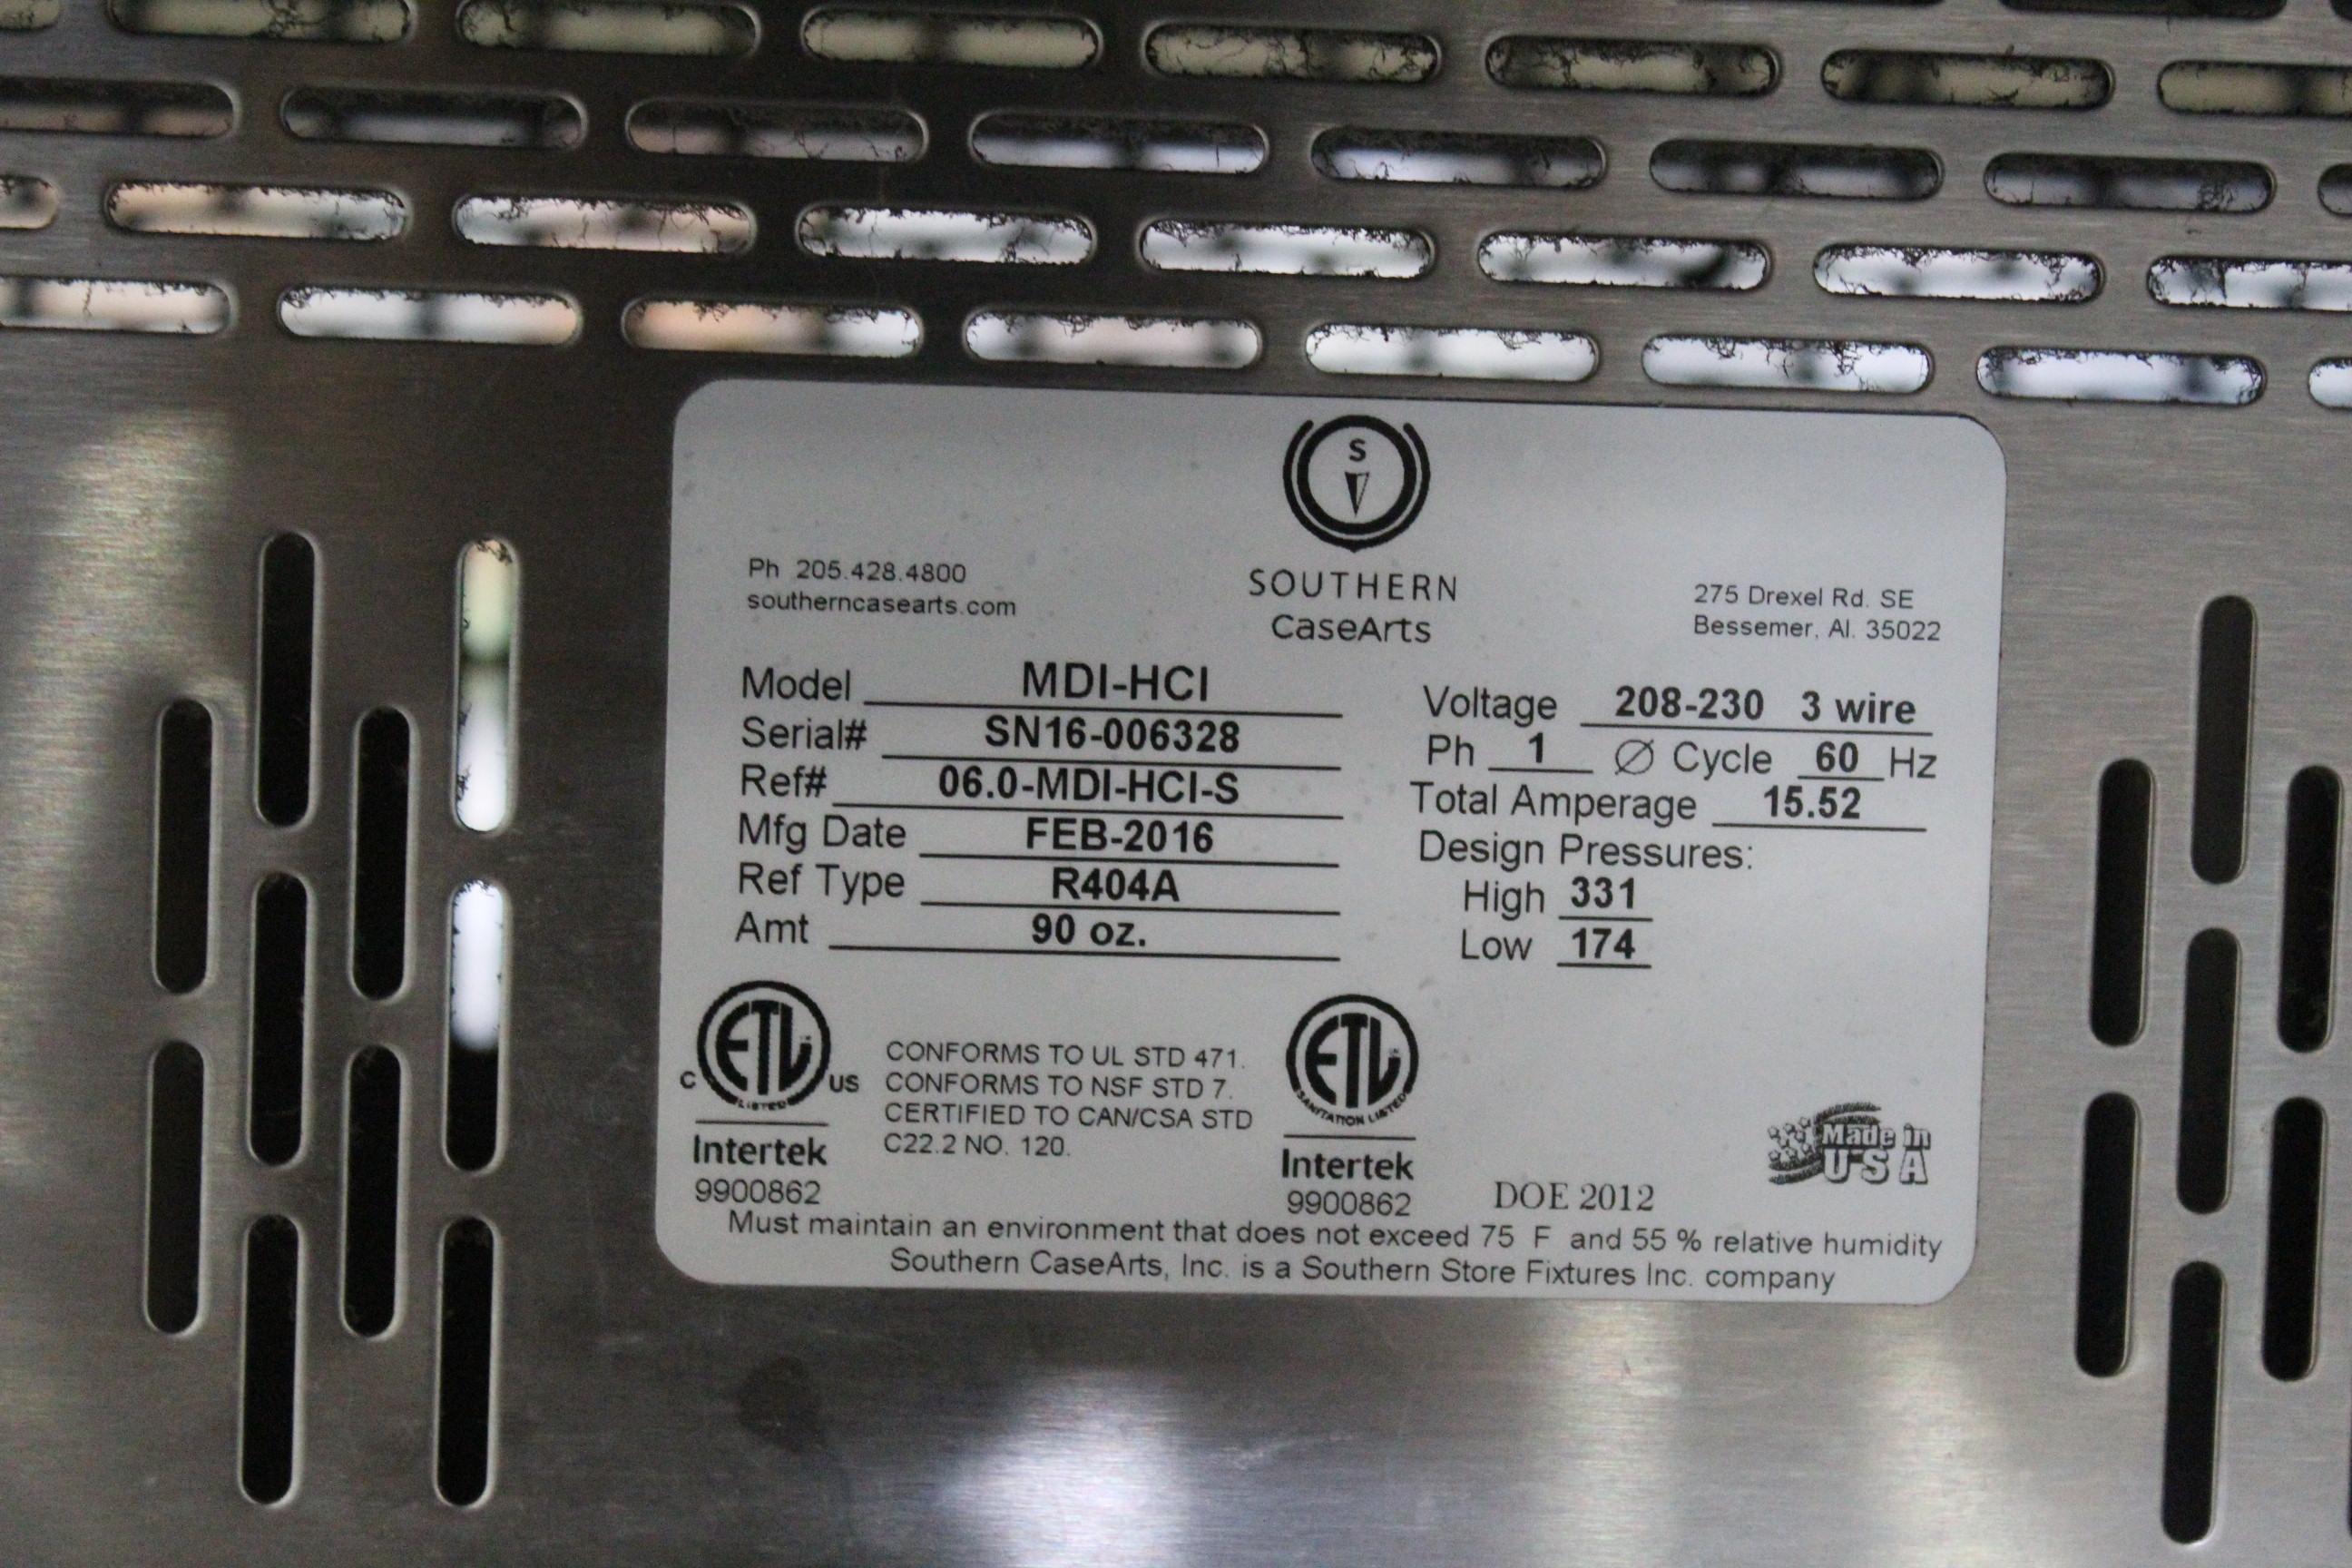 S
SOUTHERN
CaseArts
Ph 205.428.4800
southerncasearts.com
275 Drexel Rd. SE
Bessemer, Al. 35022
Model MDI-HCI
Serial# SN16-006328
Ref# 06.0-MDI-HCI-S
Mfg Date FEB-2016
Ref Type R404A
Amt 90 oz.
Voltage 208-230 3 wire
Ph 1 Ø Cycle 60 Hz
Total Amperage 15.52
Design Pressures:
High 331
Low 174
ETL
LISTED
C US
Intertek
9900862
CONFORMS TO UL STD 471.
CONFORMS TO NSF STD 7.
CERTIFIED TO CAN/CSA STD
C22.2 NO. 120.
ETL
SANITATION LISTED
Intertek
9900862
DOE 2012
Made in
USA
Must maintain an environment that does not exceed 75 F and 55 % relative humidity
Southern CaseArts, Inc. is a Southern Store Fixtures Inc. company